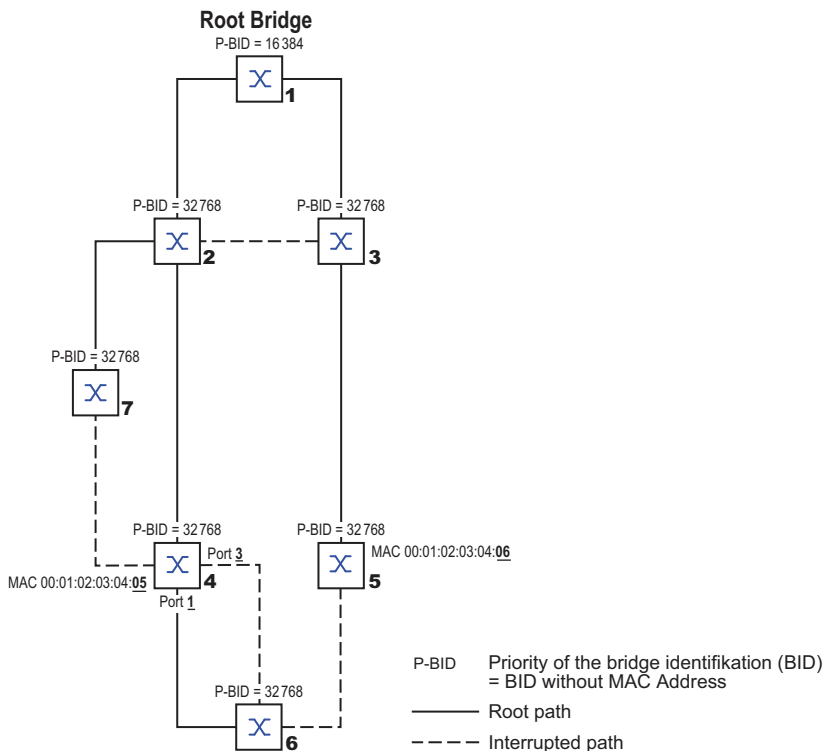 Root Bridge
P-BID = 16 384
1
P-BID = 32 768
P-BID = 32 768
2
3
P-BID = 32 768
7
P-BID = 32 768
P-BID = 32 768
Port 3
MAC 00:01:02:03:04:06
MAC 00:01:02:03:04:05
4
5
Port 1
P-BID = 32 768
6
P-BID Priority of the bridge identifikation (BID)
= BID without MAC Address
Root path
Interrupted path